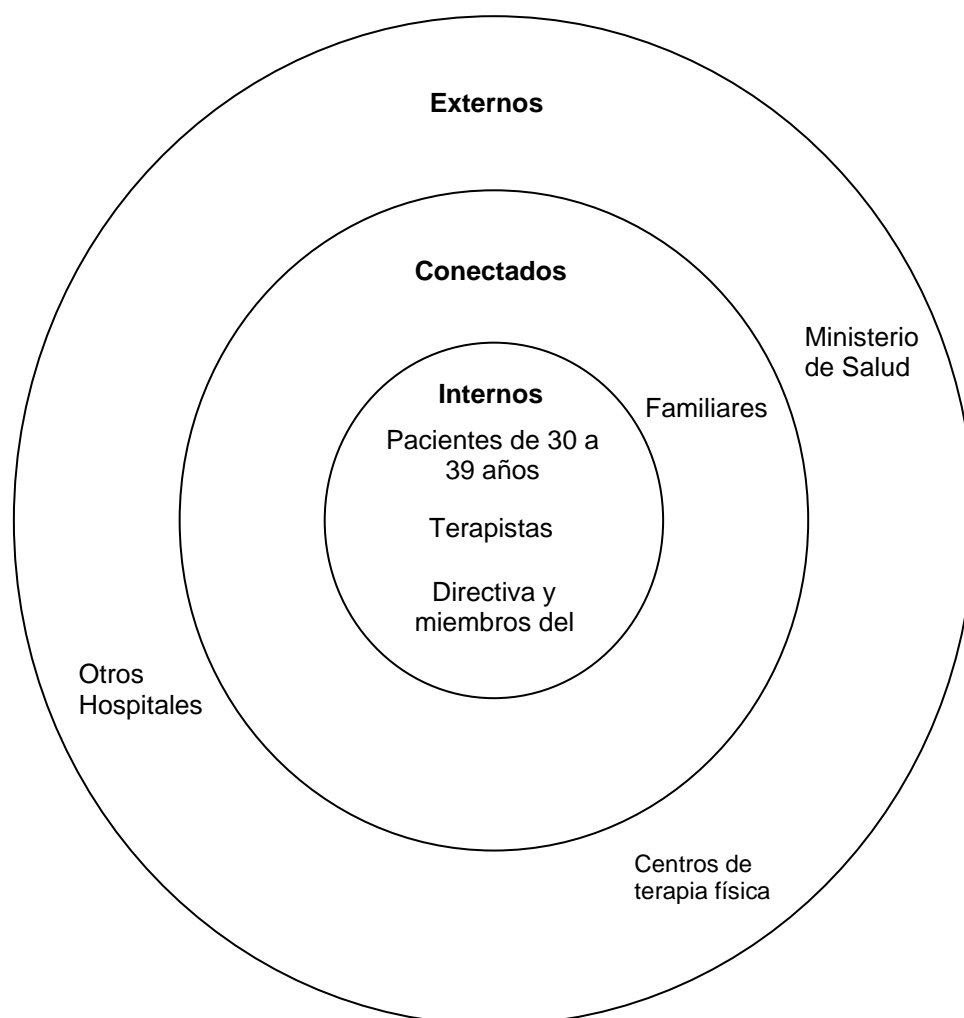 Externos
Conectados
Ministerio
de Salud
Internos
Familiares
Pacientes de 30 a
39 años
Terapistas
Directiva y
miembros del
Otros
Hospitales
Centros de
terapia física